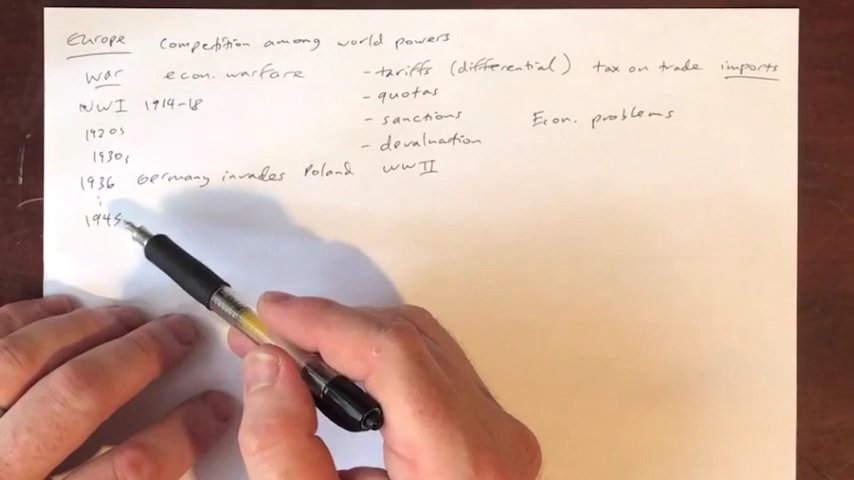 Europe Competition among world powers
war econ. warfare - tariffs (differential) tax on trade imports
WWI 1914-18 - quotas
1920s - sanctions Econ. problems
1930s - devaluation
1936 Germany invades Poland WWII
:
1945